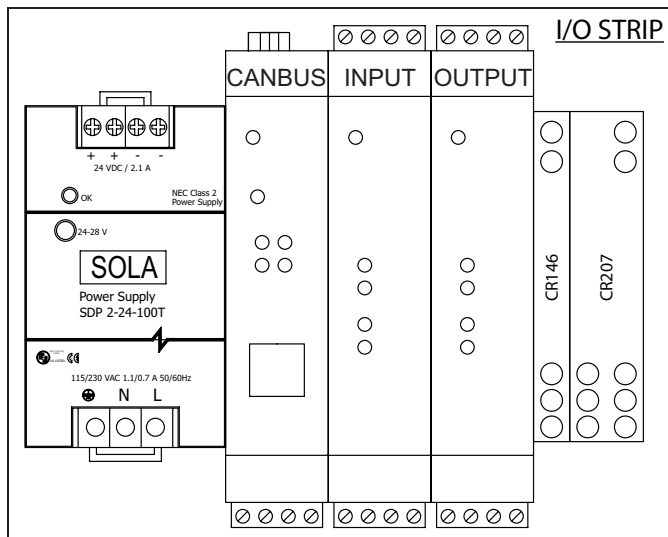 I/O STRIP
CANBUS INPUT OUTPUT
+ + - -
24 VDC / 2.1 A
OK
NEC Class 2
Power Supply
24-28 V
SOLA
Power Supply
SDP 2-24-100T
115/230 VAC 1.1/0.7 A 50/60Hz
N L
CR146
CR207